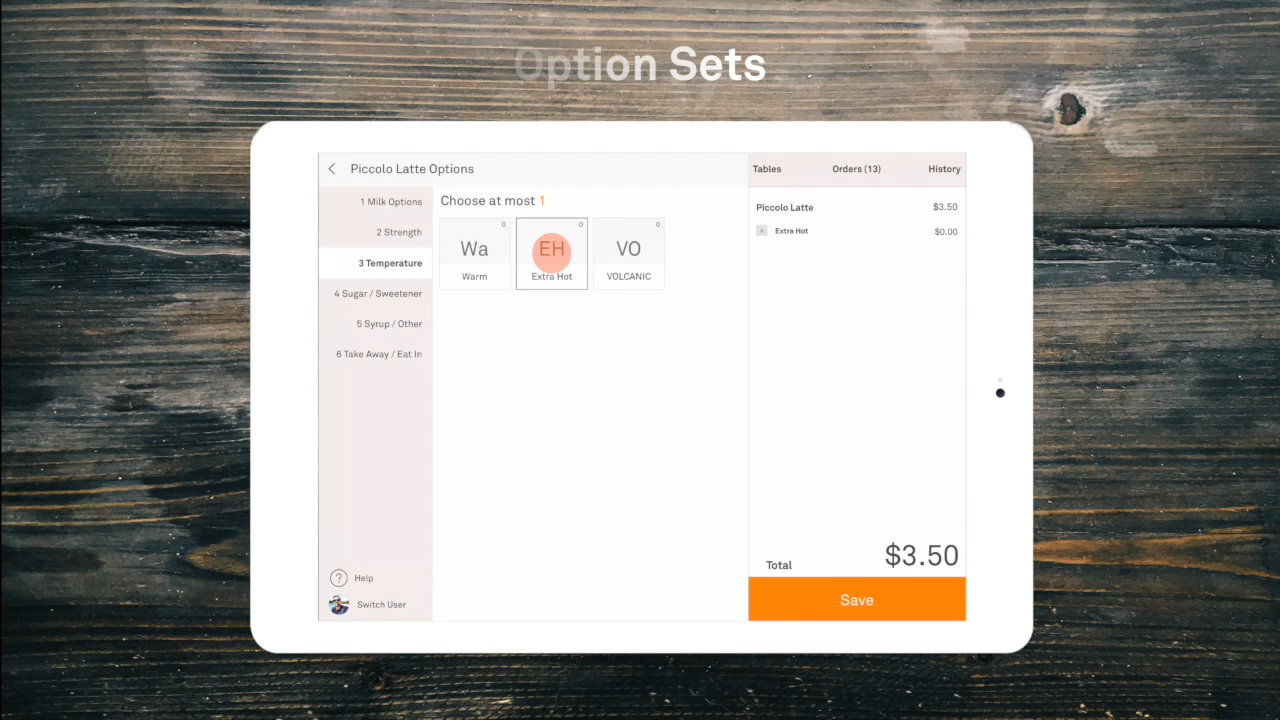 Option Sets
Piccolo Latte Options
Tables
Orders (13)
History
1 Milk Options
2 Strength
3 Temperature
4 Sugar / Sweetener
5 Syrup / Other
6 Take Away / Eat In
Choose at most 1
0
Wa
Warm
0
EH
Extra Hot
0
VO
VOLCANIC
Piccolo Latte $3.50
x Extra Hot $0.00
? Help
Switch User
Total $3.50
Save